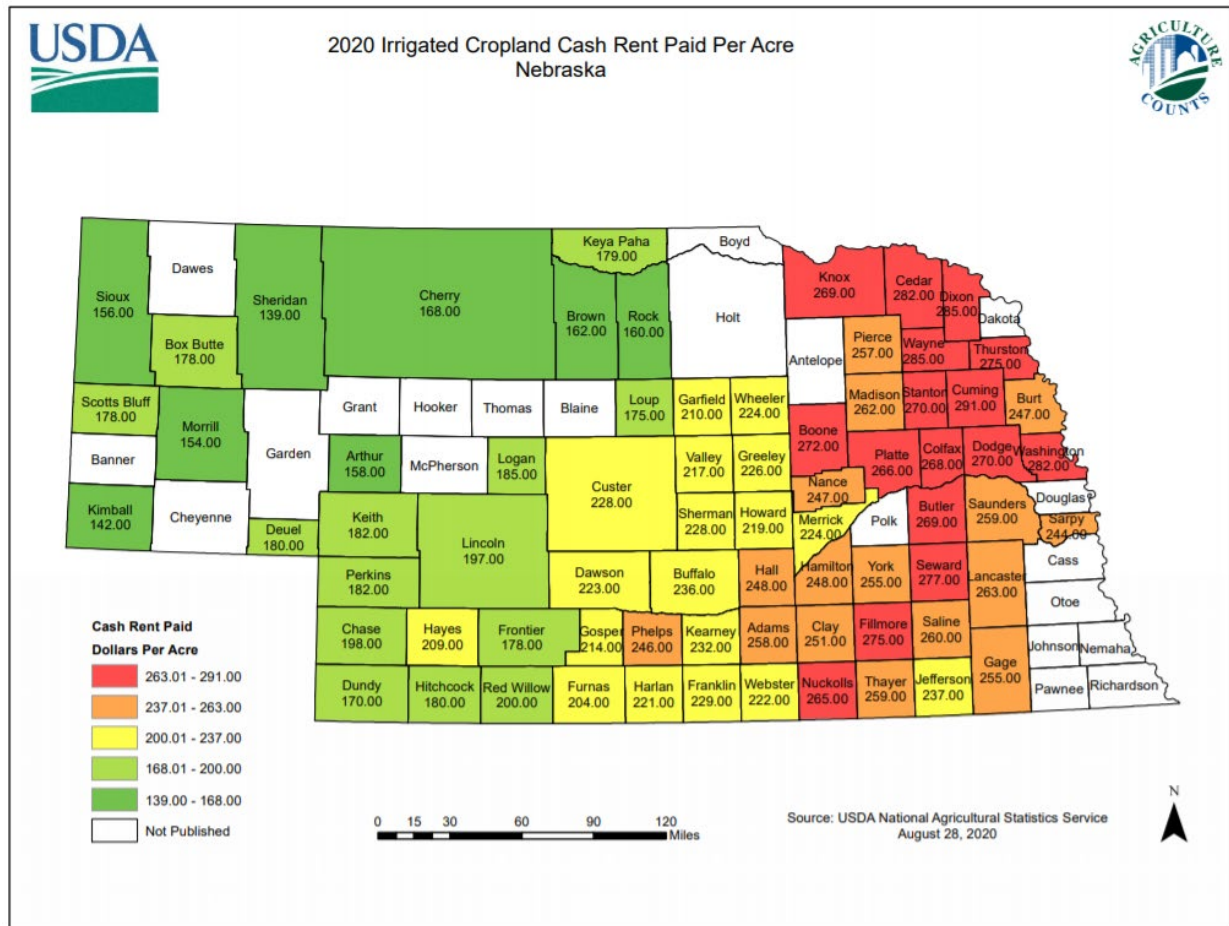 USDA
2020 Irrigated Cropland Cash Rent Paid Per Acre
Nebraska
AGRICULTURE
COUNTS
Sioux
156.00
Dawes
Box Butte
178.00
Sheridan
139.00
Cherry
168.00
Keya Paha
179.00
Boyd
Brown
162.00
Rock
160.00
Holt
Knox
269.00
Cedar
282.00
Dixon
285.00
Dakota
Antelope
Pierce
257.00
Wayne
285.00
Thurston
275.00
Scotts Bluff
178.00
Morrill
154.00
Garden
Grant
Hooker
Thomas
Blaine
Loup
175.00
Garfield
210.00
Wheeler
224.00
Madison
262.00
Stanton
270.00
Cuming
291.00
Burt
247.00
Banner
Arthur
158.00
McPherson
Logan
185.00
Custer
228.00
Valley
217.00
Greeley
226.00
Boone
272.00
Platte
266.00
Colfax
268.00
Dodge
270.00
Washington
282.00
Nance
247.00
Kimball
142.00
Cheyenne
Deuel
180.00
Keith
182.00
Lincoln
197.00
Sherman
228.00
Howard
219.00
Merrick
224.00
Polk
Butler
269.00
Saunders
259.00
Douglas
Sarpy
244.00
Perkins
182.00
Dawson
223.00
Buffalo
236.00
Hall
248.00
Hamilton
248.00
York
255.00
Seward
277.00
Lancaster
263.00
Cass
Otoe
Chase
198.00
Hayes
209.00
Frontier
178.00
Gosper
214.00
Phelps
246.00
Kearney
232.00
Adams
258.00
Clay
251.00
Fillmore
275.00
Saline
260.00
Johnson
Nemaha
Dundy
170.00
Hitchcock
180.00
Red Willow
200.00
Furnas
204.00
Harlan
221.00
Franklin
229.00
Webster
222.00
Nuckolls
265.00
Thayer
259.00
Jefferson
237.00
Gage
255.00
Pawnee
Richardson
Cash Rent Paid
Dollars Per Acre
263.01 - 291.00
237.01 - 263.00
200.01 - 237.00
168.01 - 200.00
139.00 - 168.00
Not Published
0 15 30 60 90 120
Miles
Source: USDA National Agricultural Statistics Service
August 28, 2020
N